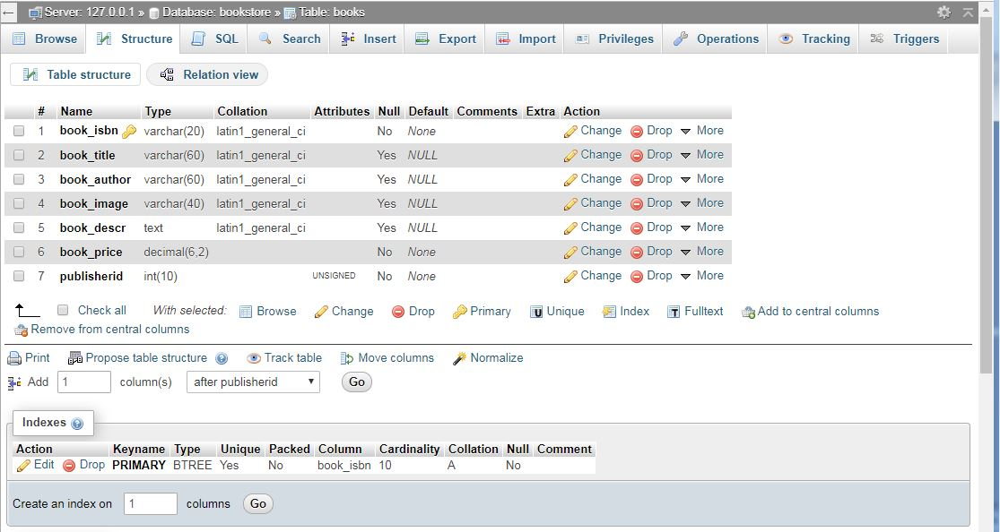 Server: 127.0.0.1 » Database: bookstore » Table: books
Browse Structure SQL Search Insert Export Import Privileges Operations Tracking Triggers
Table structure Relation view
# Name Type Collation Attributes Null Default Comments Extra Action
1 book_isbn varchar(20) latin1_general_ci No None Change Drop More
2 book_title varchar(60) latin1_general_ci Yes NULL Change Drop More
3 book_author varchar(60) latin1_general_ci Yes NULL Change Drop More
4 book_image varchar(40) latin1_general_ci Yes NULL Change Drop More
5 book_descr text latin1_general_ci Yes NULL Change Drop More
6 book_price decimal(6,2) No None Change Drop More
7 publisherid int(10) UNSIGNED No None Change Drop More
Check all With selected: Browse Change Drop Primary Unique Index Fulltext Add to central columns
Remove from central columns
Print Propose table structure Track table Move columns Normalize
Add 1 column(s) after publisherid Go
Indexes
Action Keyname Type Unique Packed Column Cardinality Collation Null Comment
Edit Drop PRIMARY BTREE Yes No book_isbn 10 A No
Create an index on 1 columns Go